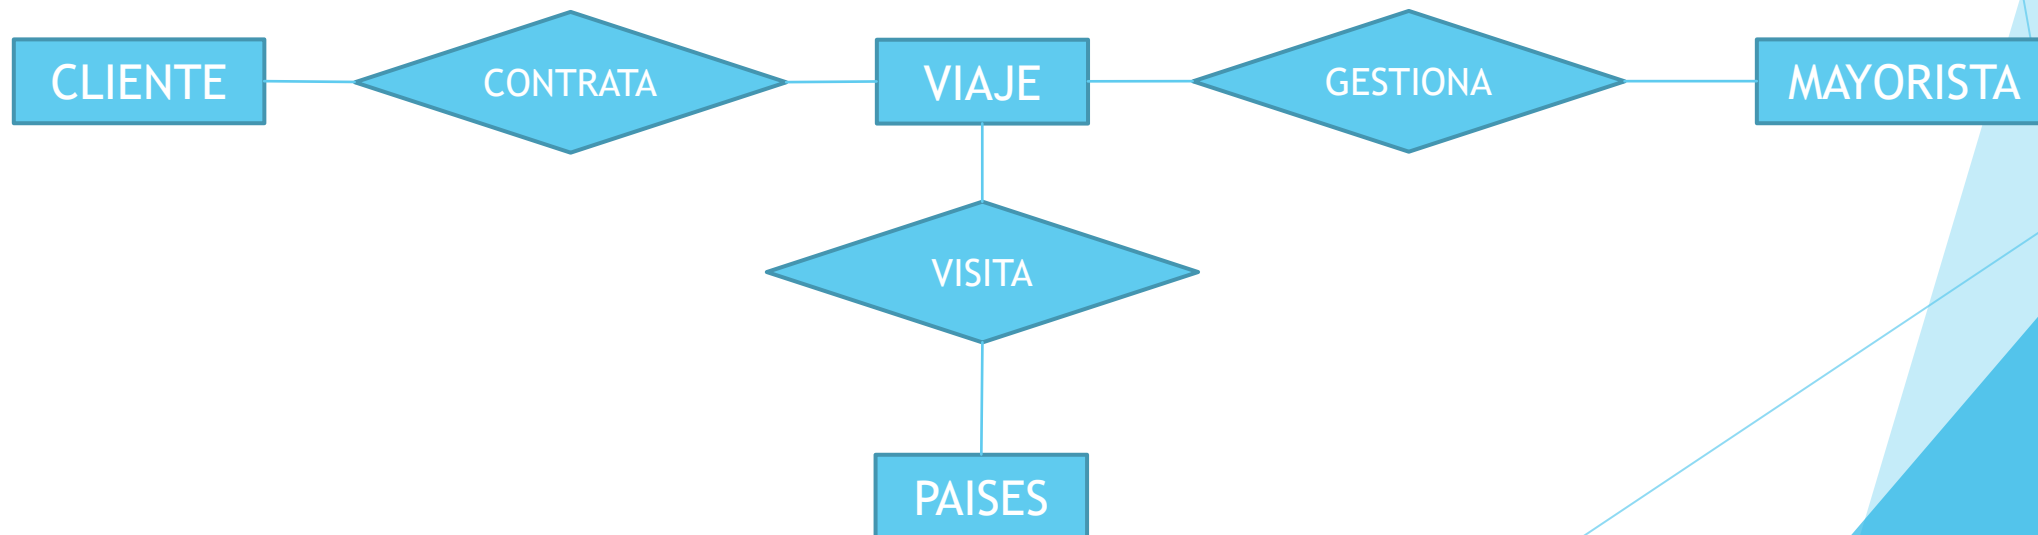 CLIENTE
CONTRATA
VIAJE
GESTIONA
MAYORISTA
VISITA
PAISES